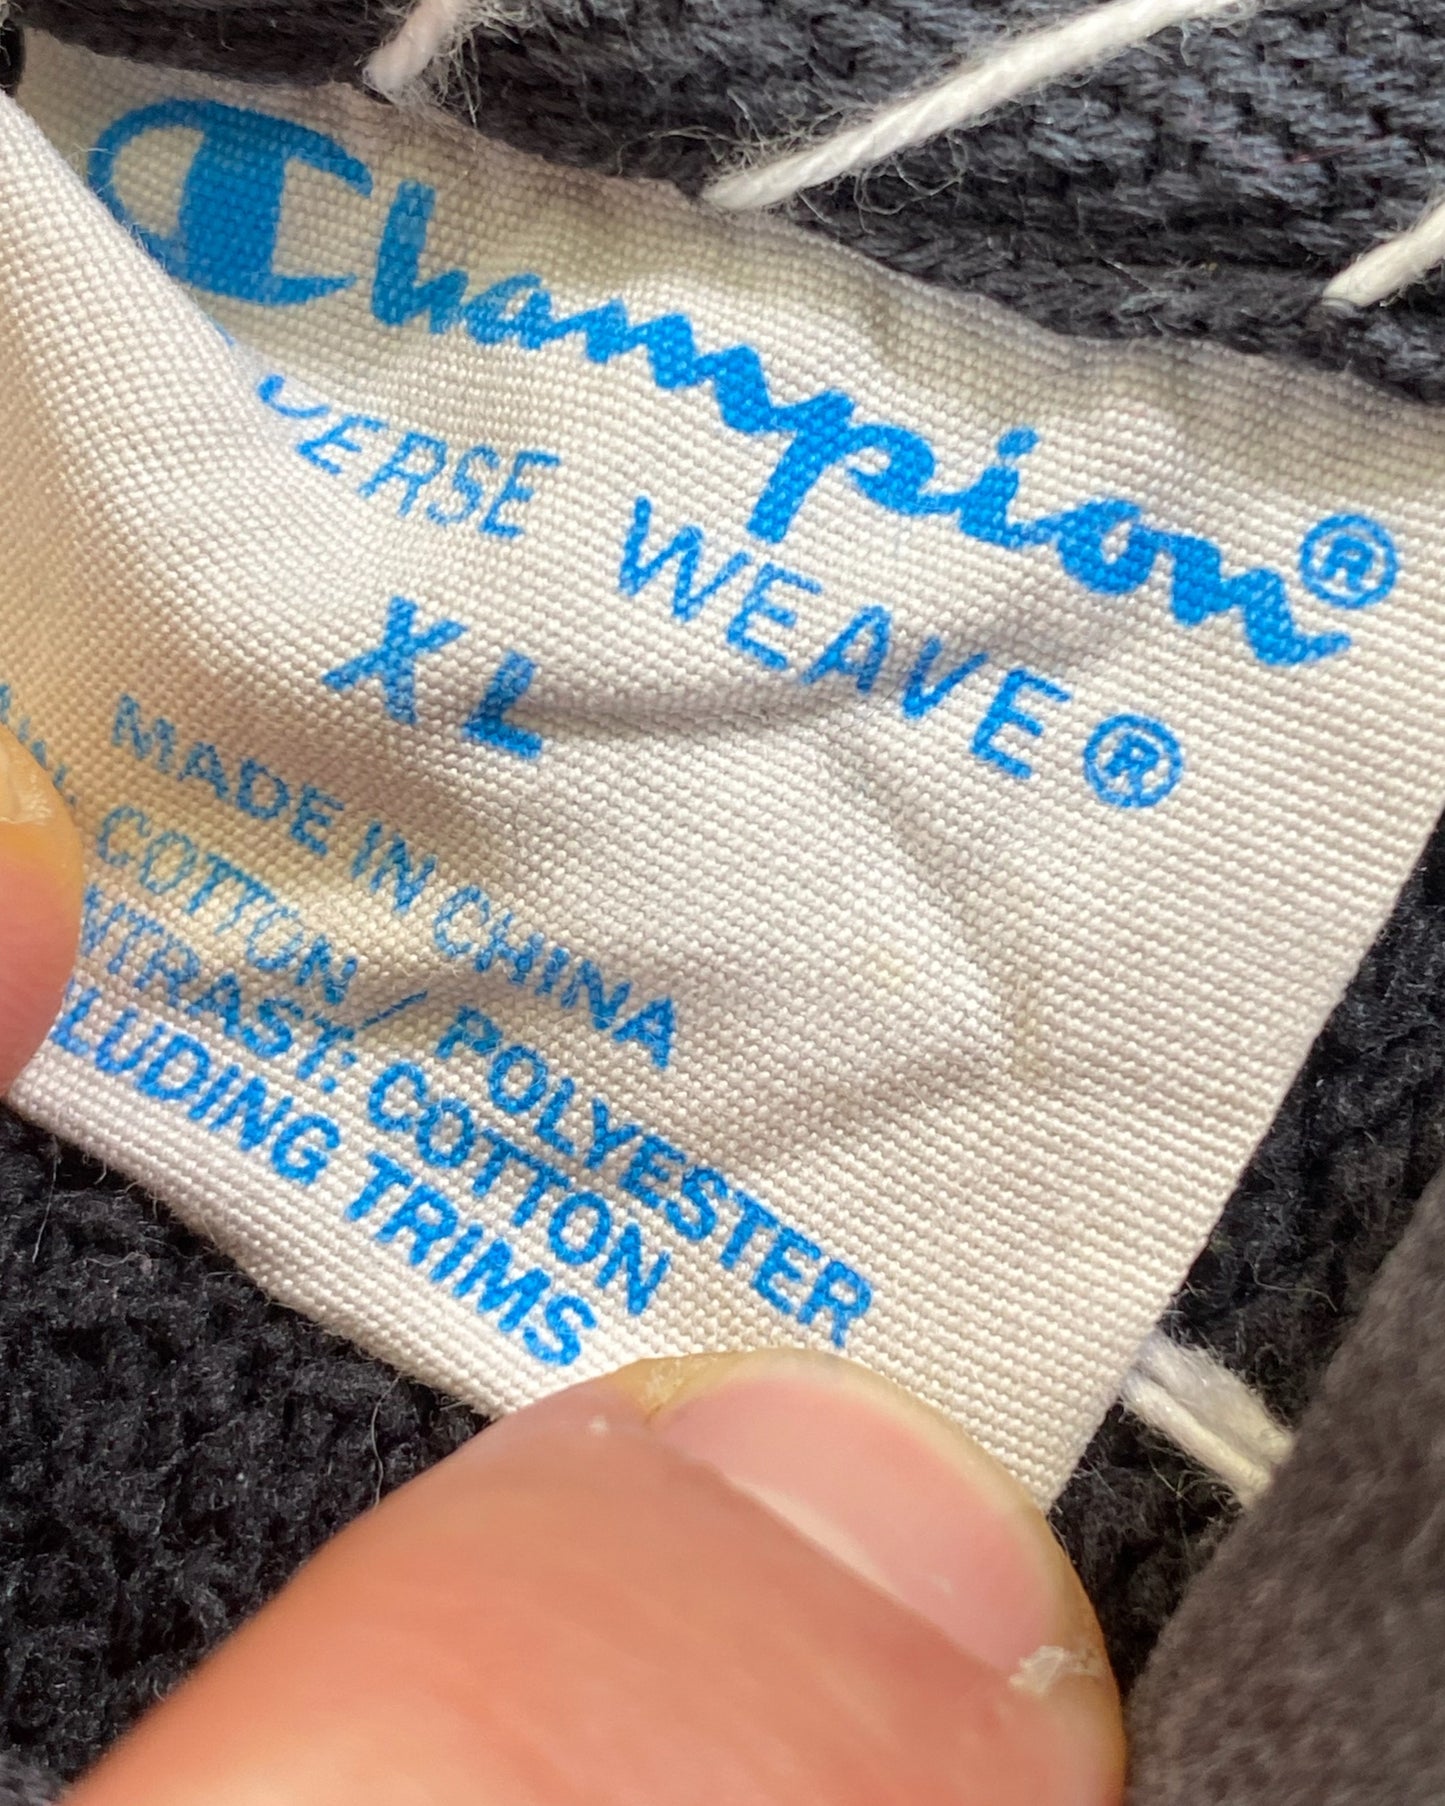 Champion®
ERSE WEAVE®
XL
MADE IN CHINA
COTTON / POLYESTER
NTRAST: COTTON
LUDING TRIMS